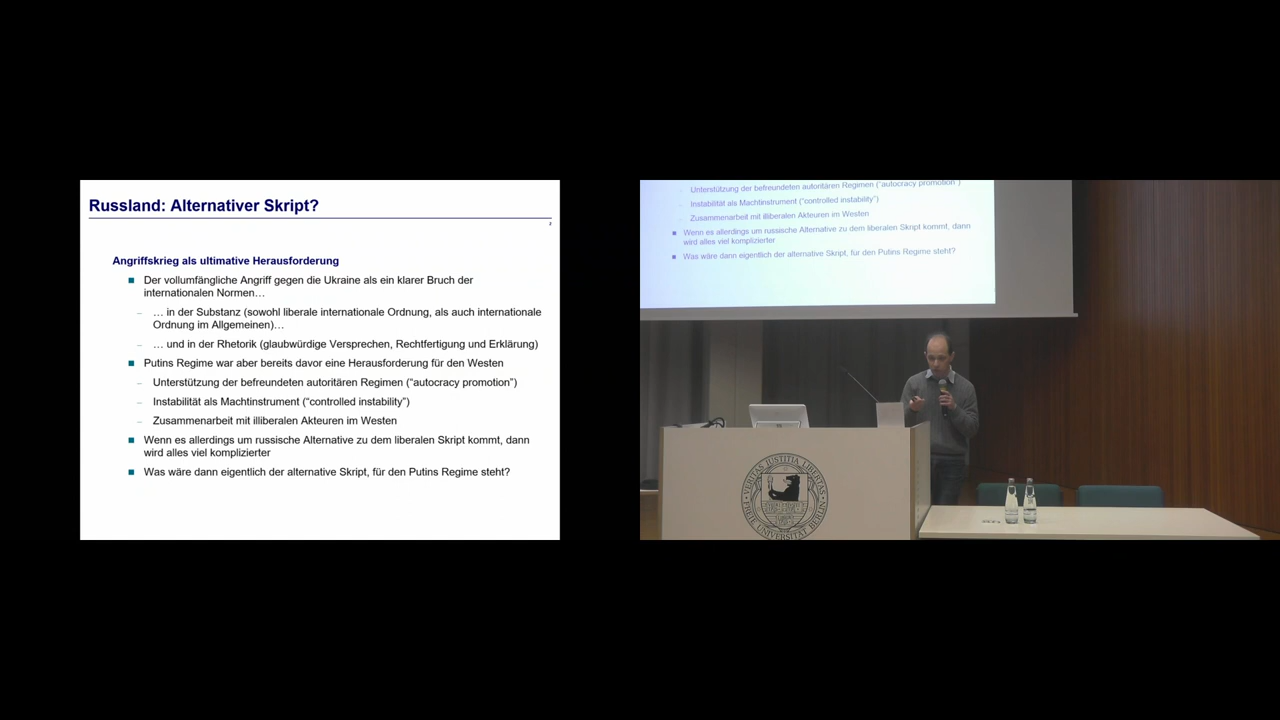 Russland: Alternativer Skript?
2
Angriffskrieg als ultimative Herausforderung
Der vollumfängliche Angriff gegen die Ukraine als ein klarer Bruch der
internationalen Normen…
… in der Substanz (sowohl liberale internationale Ordnung, als auch internationale
Ordnung im Allgemeinen)…
… und in der Rhetorik (glaubwürdige Versprechen, Rechtfertigung und Erklärung)
Putins Regime war aber bereits davor eine Herausforderung für den Westen
Unterstützung der befreundeten autoritären Regimen (“autocracy promotion”)
Instabilität als Machtinstrument (“controlled instability”)
Zusammenarbeit mit illiberalen Akteuren im Westen
Wenn es allerdings um russische Alternative zu dem liberalen Skript kommt, dann
wird alles viel komplizierter
Was wäre dann eigentlich der alternative Skript, für den Putins Regime steht?
Unterstützung der befreundeten autoritären Regimen (“autocracy promotion”)
Instabilität als Machtinstrument (“controlled instability”)
Zusammenarbeit mit illiberalen Akteuren im Westen
Wenn es allerdings um russische Alternative zu dem liberalen Skript kommt, dann
wird alles viel komplizierter
Was wäre dann eigentlich der alternative Skript, für den Putins Regime steht?
VERITAS JUSTITIA LIBERTAS
FREIE UNIVERSITÄT BERLIN